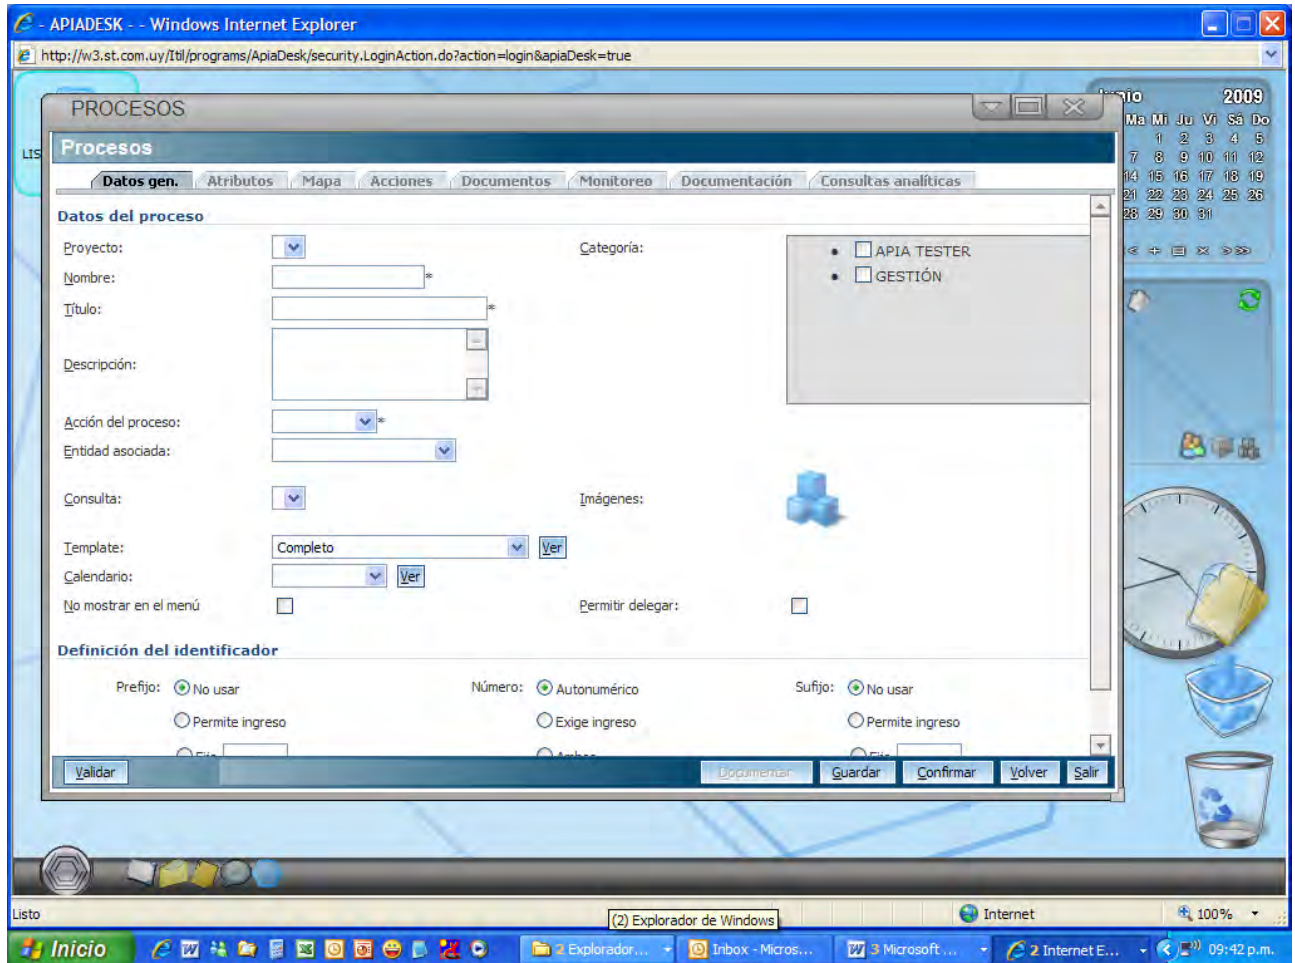 - APIADESK - - Windows Internet Explorer
http://w3.st.com.uy/Itil/programs/ApiaDesk/security.LoginAction.do?action=login&apiaDesk=true
PROCESOS
2009
Ma Mi Ju Vi Sá Do
1 2 3 4 5
7 8 9 10 11 12
14 15 16 17 18 19
21 22 23 24 25 26
28 29 30 31
LIS
Procesos
Datos gen. Atributos Mapa Acciones Documentos Monitoreo Documentación Consultas analíticas
Datos del proceso
Proyecto: Categoría:
APIA TESTER
Nombre: * GESTIÓN
Título: *
Descripción:
Acción del proceso: *
Entidad asociada:
Consulta: Imágenes:
Template: Completo Ver
Calendario: Ver
No mostrar en el menú Permitir delegar:
Definición del identificador
Prefijo: No usar Número: Autonumérico Sufijo: No usar
Permite ingreso Exige ingreso Permite ingreso
Validar Documentar Guardar Confirmar Volver Salir
Listo Internet 100%
(2) Explorador de Windows
Inicio 2 Explorador... Inbox - Micros... 3 Microsoft ... 2 Internet E... 09:42 p.m.